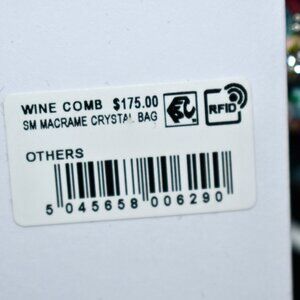 WINE COMB $175.00
SM MACRAME CRYSTAL BAG
RFID
OTHERS
5 045658 006290